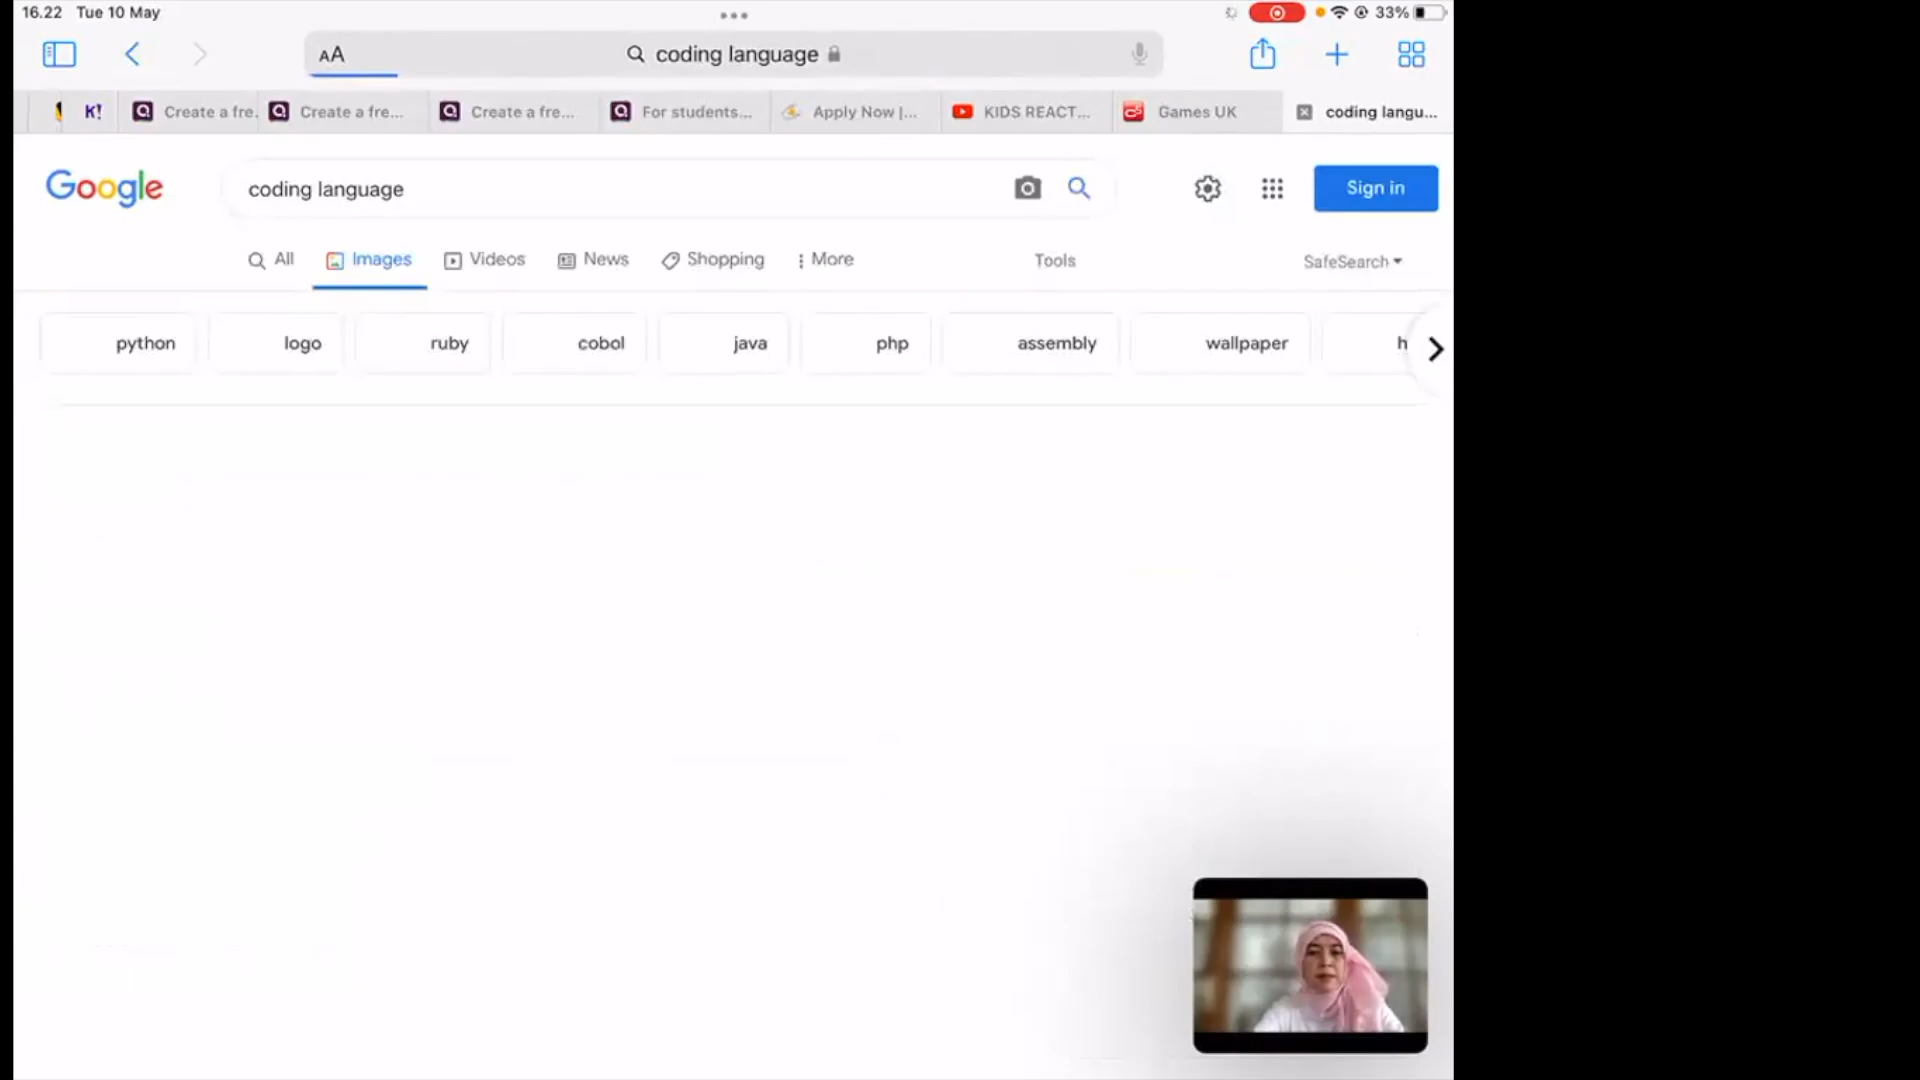 16.22 Tue 10 May
33%
AA
coding language
K!
Create a fre.
Create a fre...
Create a fre...
For students...
Apply Now |...
KIDS REACT...
Games UK
coding langu...
Google
coding language
Sign in
All
Images
Videos
News
Shopping
More
Tools
SafeSearch
python
logo
ruby
cobol
java
php
assembly
wallpaper
h